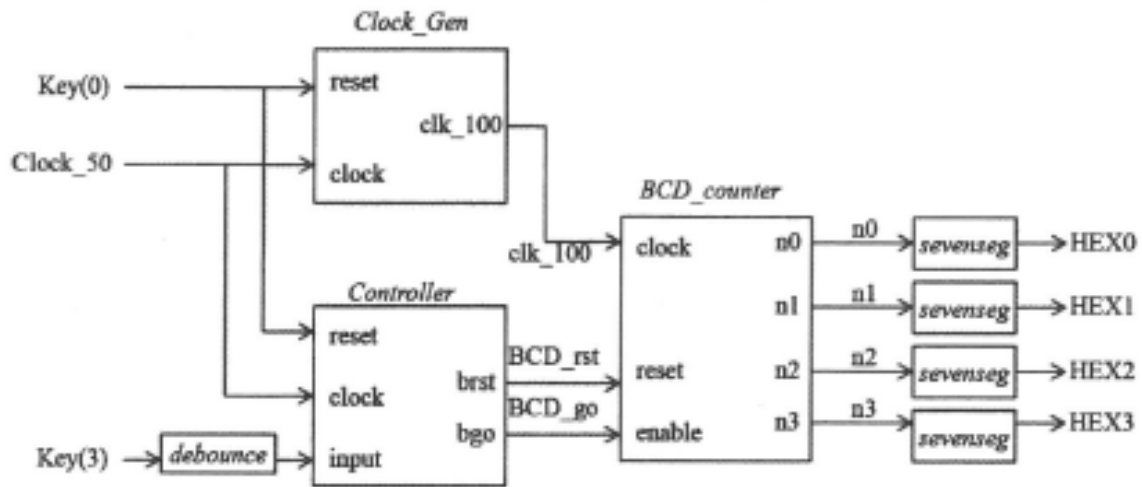 Clock_Gen
Key(0)
reset
clk_100
Clock_50
clock
BCD_counter
clk_100
clock
n0
n0
sevenseg
HEX0
Controller
n1
n1
sevenseg
HEX1
reset
BCD_rst
brst
reset
n2
n2
sevenseg
HEX2
clock
BCD_go
bgo
enable
n3
n3
sevenseg
HEX3
Key(3)
debounce
input